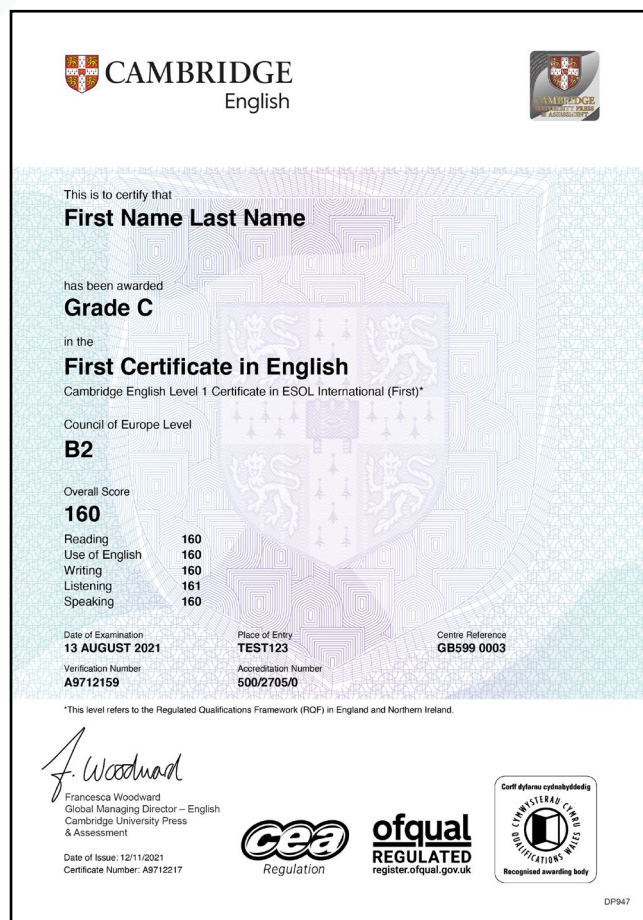 CAMBRIDGE
English
CAMBRIDGE
UNIVERSITY PRESS
& ASSESSMENT
This is to certify that
First Name Last Name
has been awarded
Grade C
in the
First Certificate in English
Cambridge English Level 1 Certificate in ESOL International (First)*
Council of Europe Level
B2
Overall Score
160
Reading 160
Use of English 160
Writing 160
Listening 161
Speaking 160
Date of Examination Place of Entry Centre Reference
13 AUGUST 2021 TEST123 GB599 0003
Verification Number Accreditation Number
A9712159 500/2705/0
*This level refers to the Regulated Qualifications Framework (RQF) in England and Northern Ireland.
F. Woodward
Francesca Woodward
Global Managing Director – English
Cambridge University Press
& Assessment
Date of Issue: 12/11/2021
Certificate Number: A9712217
cea
Regulation
ofqual
REGULATED
register.ofqual.gov.uk
Corff dyfarnu cydnabyddedig
CYMWYSTERAU CYMRU
QUALIFICATIONS WALES
Recognised awarding body
DP947